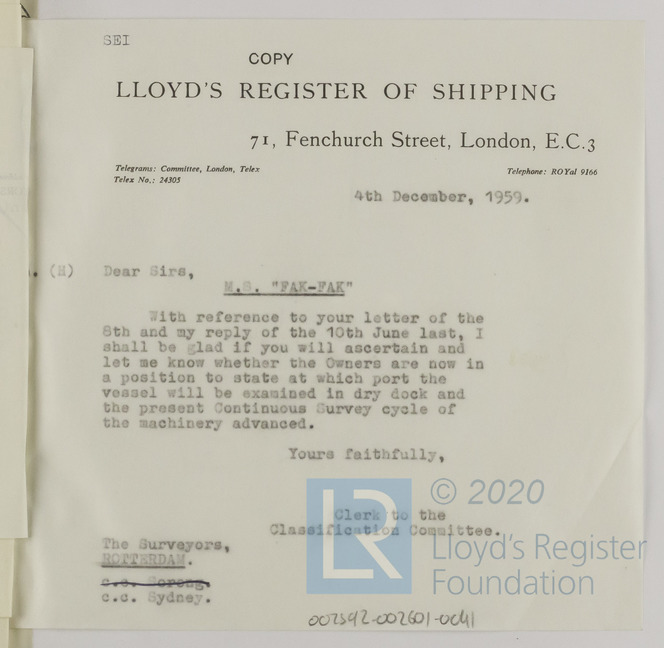 SEI
COPY
LLOYD'S REGISTER OF SHIPPING
71, Fenchurch Street, London, E.C.3
Telegrams: Committee, London, Telex
Telex No.: 24305
Telephone: ROYal 9166
4th December, 1959.
. (H) Dear Sirs,
M.S. "FAK-FAK"
With reference to your letter of the
8th and my reply of the 10th June last, I
shall be glad if you will ascertain and
let me know whether the Owners are now in
a position to state at which port the
vessel will be examined in dry dock and
the present Continuous Survey cycle of
the machinery advanced.
Yours faithfully,
Clerk to the
Classification Committee.
The Surveyors,
ROTTERDAM.
c.c. Sorong,
c.c. Sydney.
LR
© 2020
Lloyd's Register
Foundation
002392-002601-0041